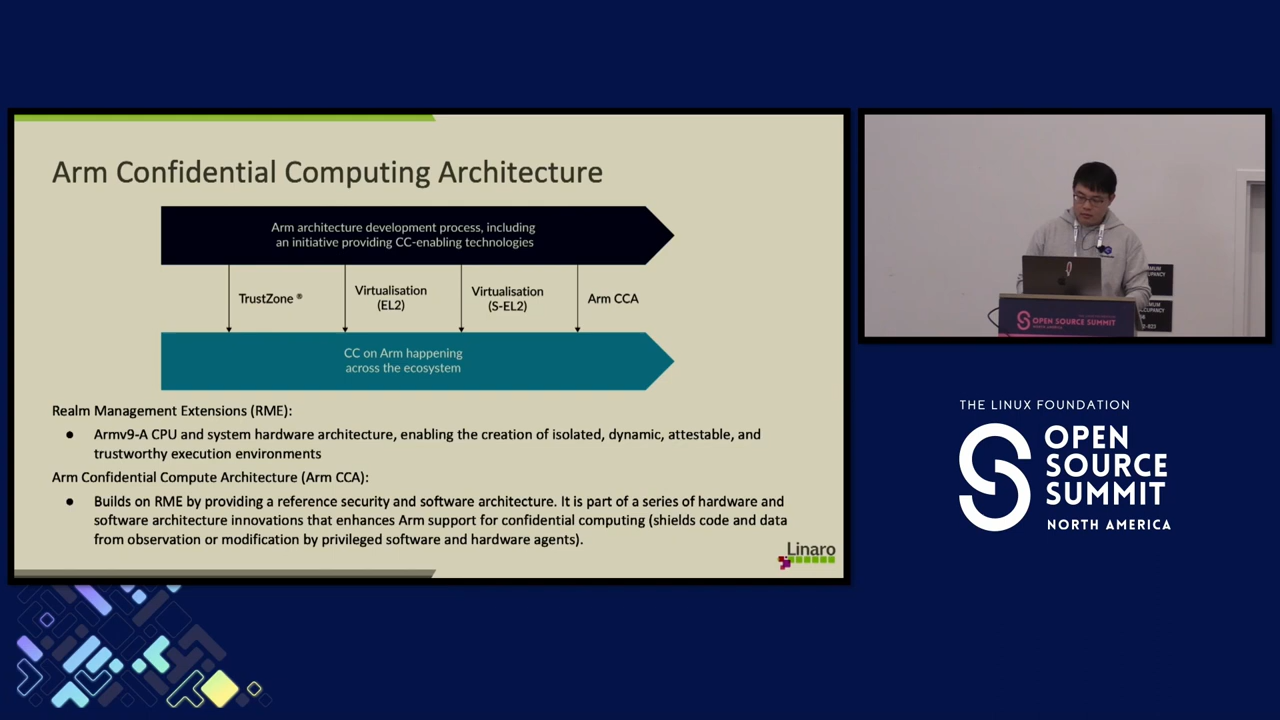 Arm Confidential Computing Architecture
Arm architecture development process, including
an initiative providing CC-enabling technologies
TrustZone ®
Virtualisation
(EL2)
Virtualisation
(S-EL2)
Arm CCA
CC on Arm happening
across the ecosystem
Realm Management Extensions (RME):
● Armv9-A CPU and system hardware architecture, enabling the creation of isolated, dynamic, attestable, and
trustworthy execution environments
Arm Confidential Compute Architecture (Arm CCA):
● Builds on RME by providing a reference security and software architecture. It is part of a series of hardware and
software architecture innovations that enhances Arm support for confidential computing (shields code and data
from observation or modification by privileged software and hardware agents).
Linaro
OPEN SOURCE SUMMIT
NORTH AMERICA
THE LINUX FOUNDATION
OPEN
SOURCE
SUMMIT
NORTH AMERICA